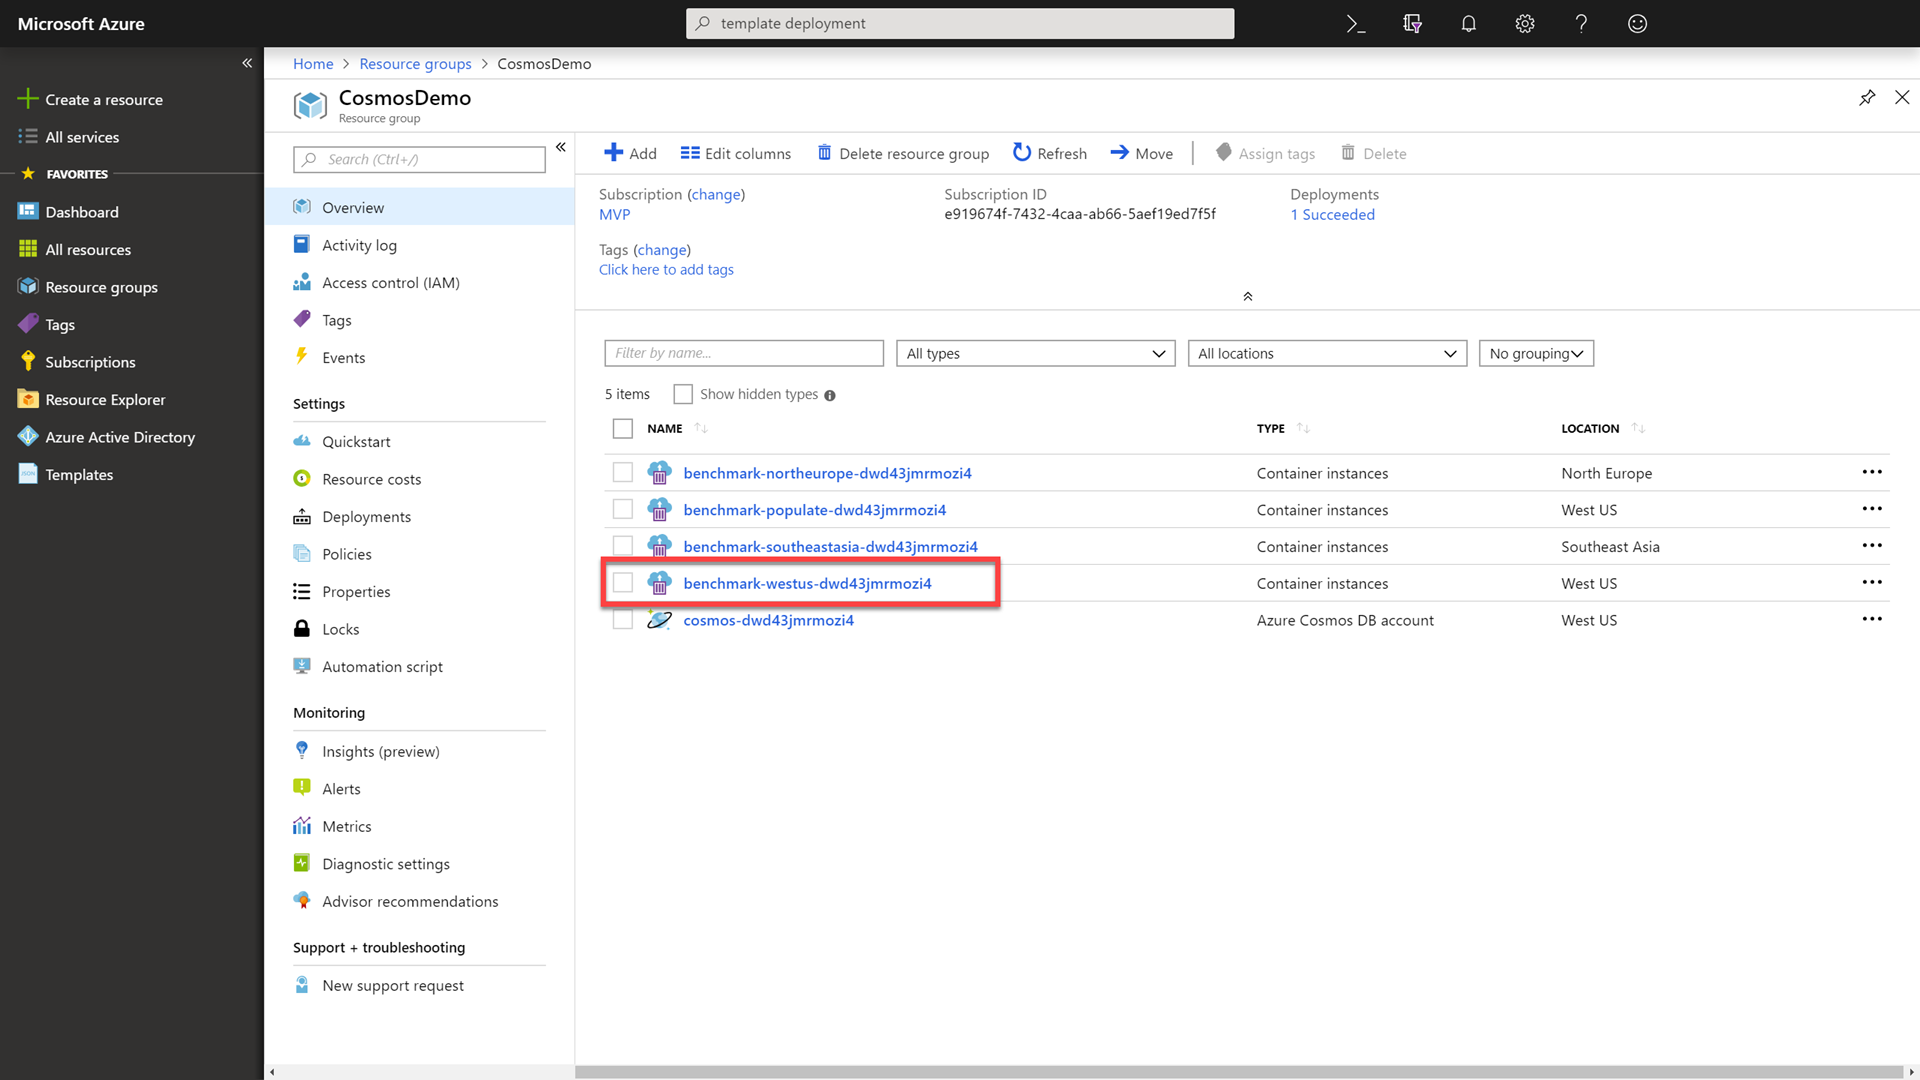 Microsoft Azure
template deployment
Create a resource
All services
FAVORITES
Dashboard
All resources
Resource groups
Tags
Subscriptions
Resource Explorer
Azure Active Directory
Templates
Home > Resource groups > CosmosDemo
CosmosDemo
Resource group
Search (Ctrl+/)
Overview
Activity log
Access control (IAM)
Tags
Events
Settings
Quickstart
Resource costs
Deployments
Policies
Properties
Locks
Automation script
Monitoring
Insights (preview)
Alerts
Metrics
Diagnostic settings
Advisor recommendations
Support + troubleshooting
New support request
Add Edit columns Delete resource group Refresh Move Assign tags Delete
Subscription (change) Subscription ID Deployments
MVP e919674f-7432-4caa-ab66-5aef19ed7f5f 1 Succeeded
Tags (change)
Click here to add tags
Filter by name... All types All locations No grouping
5 items Show hidden types
NAME TYPE LOCATION
benchmark-northeurope-dwd43jmrmozi4 Container instances North Europe
benchmark-populate-dwd43jmrmozi4 Container instances West US
benchmark-southeastasia-dwd43jmrmozi4 Container instances Southeast Asia
benchmark-westus-dwd43jmrmozi4 Container instances West US
cosmos-dwd43jmrmozi4 Azure Cosmos DB account West US